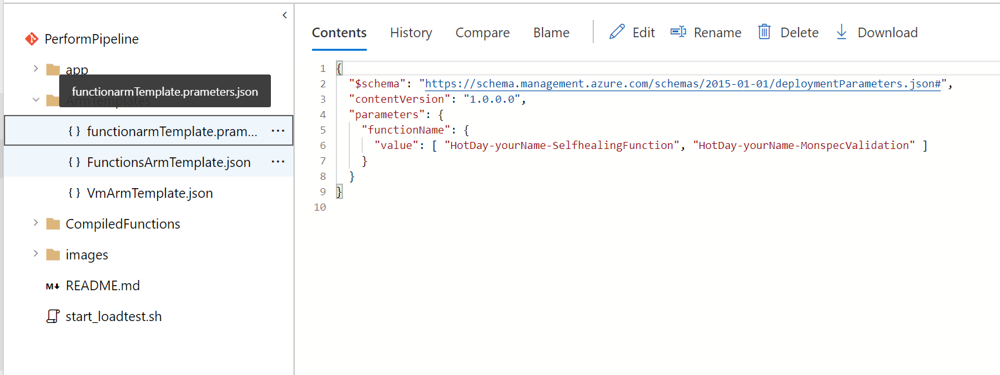 PerformPipeline
app
functionarmTemplate.prameters.json
ArmTemplates
{ } functionarmTemplate.pram... ...
{ } FunctionsArmTemplate.json ...
{ } VmArmTemplate.json
CompiledFunctions
images
M↓ README.md
start_loadtest.sh
Contents History Compare Blame Edit Rename Delete Download
1 {
2 "$schema": "https://schema.management.azure.com/schemas/2015-01-01/deploymentParameters.json#",
3 "contentVersion": "1.0.0.0",
4 "parameters": {
5 "functionName": {
6 "value": [ "HotDay-yourName-SelfhealingFunction", "HotDay-yourName-MonspecValidation" ]
7 }
8 }
9 }
10